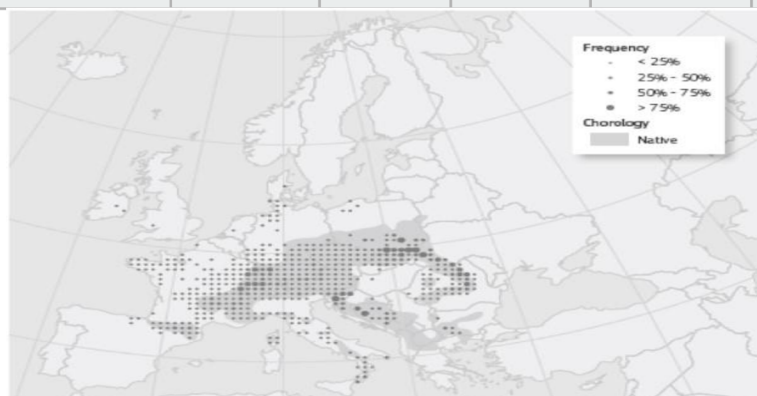 Frequency
< 25%
25% - 50%
50% - 75%
> 75%
Chorology
Native